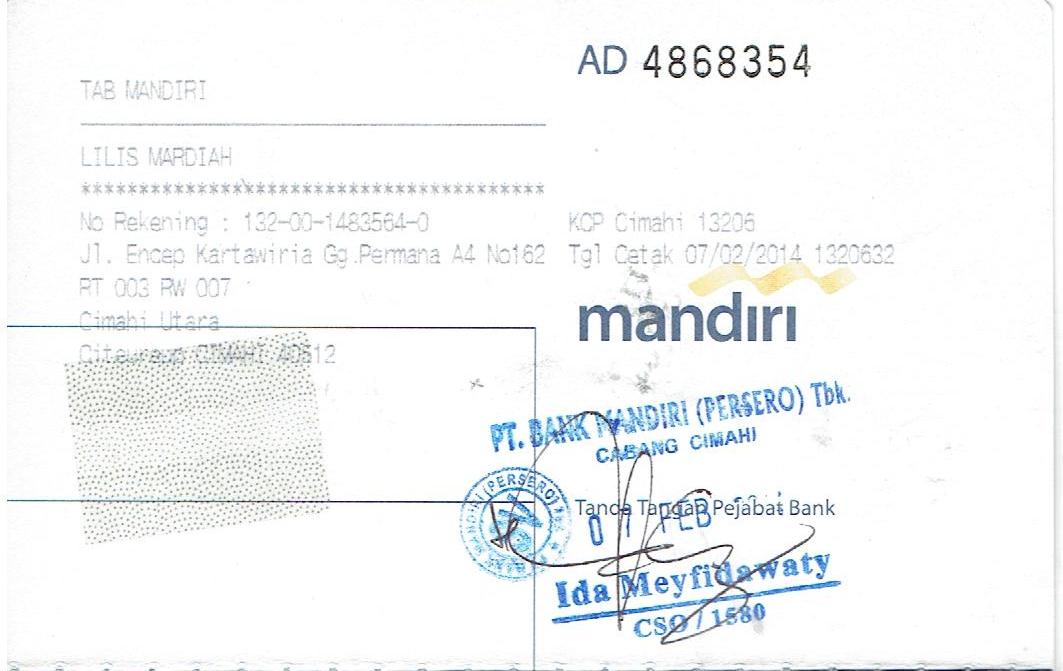 AD 4868354
TAB MANDIRI
LILIS MARDIAH
******************************************
No Rekening : 132-00-1483564-0 KCP Cimahi 13206
Jl. Encep Kartawiria Gg.Permana A4 No162 Tgl Cetak 07/02/2014 1320632
RT 003 RW 007
mandiri
Cimahi Utara
Citeureup CIMAHI 40512
PT. BANK MANDIRI (PERSERO) Tbk.
CABANG CIMAHI
Tanda Tangan Pejabat Bank
07 FEB
Ida Meyfidawaty
CSO / 1580